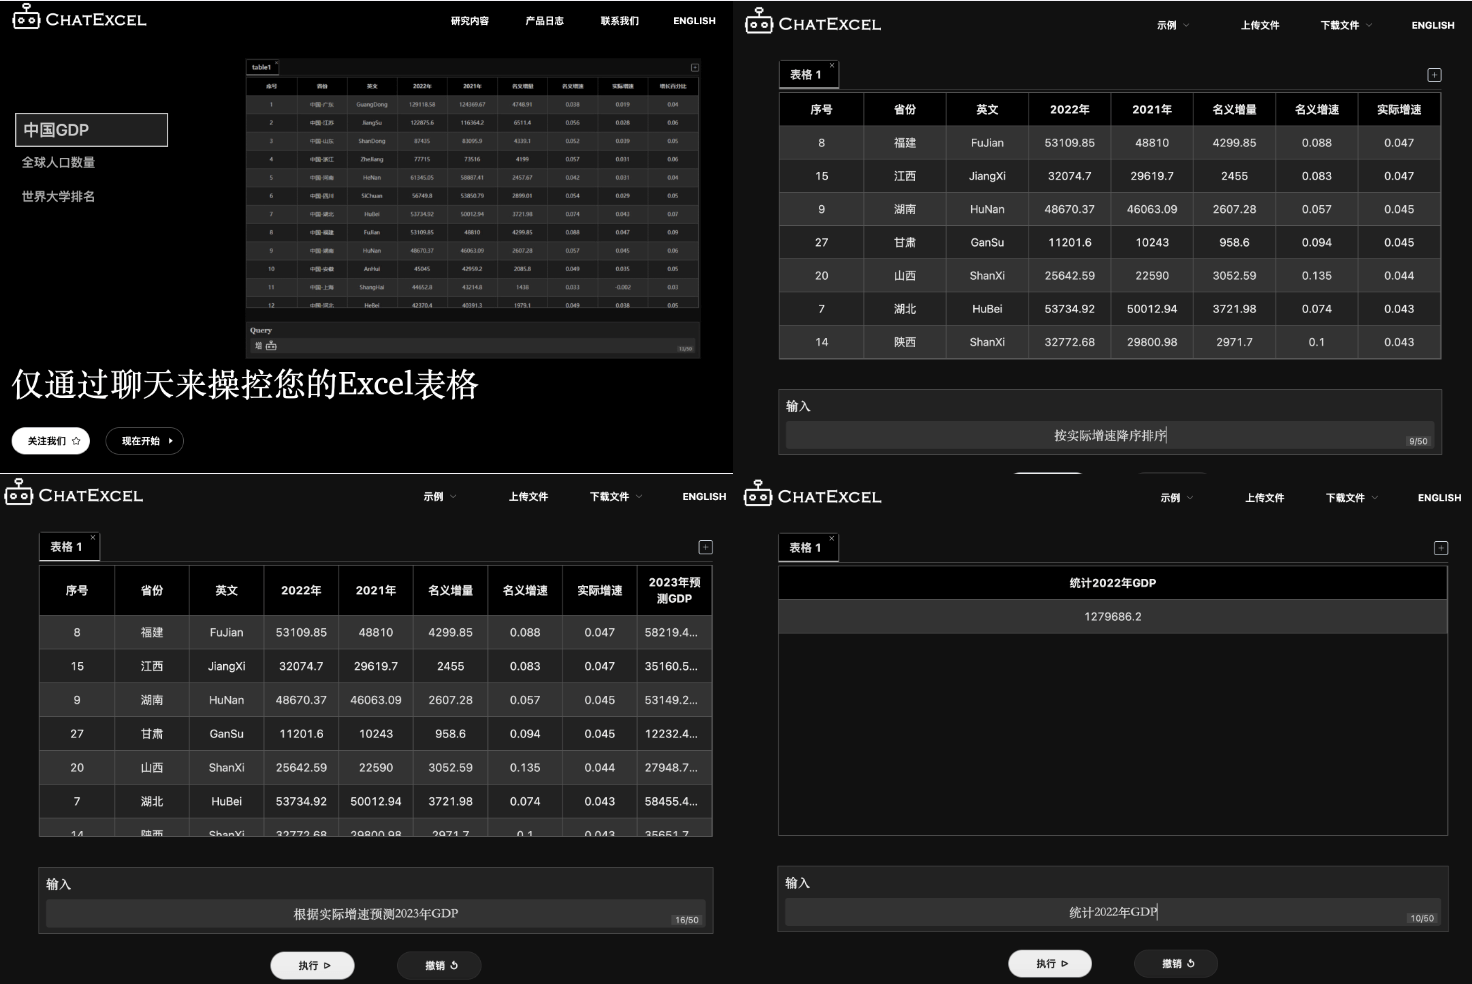 CHATEXCEL
研究内容 产品日志 联系我们 ENGLISH
中国GDP
全球人口数量
世界大学排名
table1
序号 省份 英文 2022年 2021年 名义增量 名义增速 实际增速 增长百分比
1 中国-广东 GuangDong 129118.58 124369.67 4748.91 0.038 0.019 0.04
2 中国-江苏 JiangSu 122875.6 116364.2 6511.4 0.056 0.028 0.06
3 中国-山东 ShanDong 87435 83095.9 4339.1 0.052 0.039 0.05
4 中国-浙江 ZheJiang 77715 73516 4199 0.057 0.031 0.06
5 中国-河南 HeNan 61345.05 58887.41 2457.67 0.042 0.031 0.04
6 中国-四川 SiChuan 56749.8 53850.79 2899.01 0.054 0.029 0.05
7 中国-湖北 HuBei 53734.92 50012.94 3721.98 0.074 0.043 0.07
8 中国-福建 FuJian 53109.85 48810 4299.85 0.088 0.047 0.09
9 中国-湖南 HuNan 48670.37 46063.09 2607.28 0.057 0.045 0.06
10 中国-安徽 AnHui 45045 42959.2 2085.8 0.049 0.035 0.05
11 中国-上海 ShangHai 44652.8 43214.8 1438 0.033 -0.002 0.03
12 中国-河北 HeBei 42370.4 40391.3 1979.1 0.049 0.038 0.05
Query
增
仅通过聊天来操控您的Excel表格
关注我们 现在开始
CHATEXCEL
示例 上传文件 下载文件 ENGLISH
表格 1
序号 省份 英文 2022年 2021年 名义增量 名义增速 实际增速
8 福建 FuJian 53109.85 48810 4299.85 0.088 0.047
15 江西 JiangXi 32074.7 29619.7 2455 0.083 0.047
9 湖南 HuNan 48670.37 46063.09 2607.28 0.057 0.045
27 甘肃 GanSu 11201.6 10243 958.6 0.094 0.045
20 山西 ShanXi 25642.59 22590 3052.59 0.135 0.044
7 湖北 HuBei 53734.92 50012.94 3721.98 0.074 0.043
14 陕西 ShanXi 32772.68 29800.98 2971.7 0.1 0.043
输入
按实际增速降序排序
9/50
CHATEXCEL
示例 上传文件 下载文件 ENGLISH
表格 1
序号 省份 英文 2022年 2021年 名义增量 名义增速 实际增速 2023年预
测GDP
8 福建 FuJian 53109.85 48810 4299.85 0.088 0.047 58219.4...
15 江西 JiangXi 32074.7 29619.7 2455 0.083 0.047 35160.5...
9 湖南 HuNan 48670.37 46063.09 2607.28 0.057 0.045 53149.2...
27 甘肃 GanSu 11201.6 10243 958.6 0.094 0.045 12232.4...
20 山西 ShanXi 25642.59 22590 3052.59 0.135 0.044 27948.7...
7 湖北 HuBei 53734.92 50012.94 3721.98 0.074 0.043 58455.4...
14 陕西 ShanXi 32772.68 29800.98 2971.7 0.1 0.043 35651.7
输入
根据实际增速预测2023年GDP
16/50
执行 撤销
CHATEXCEL
示例 上传文件 下载文件 ENGLISH
表格 1
统计2022年GDP
1279686.2
输入
统计2022年GDP
10/50
执行 撤销